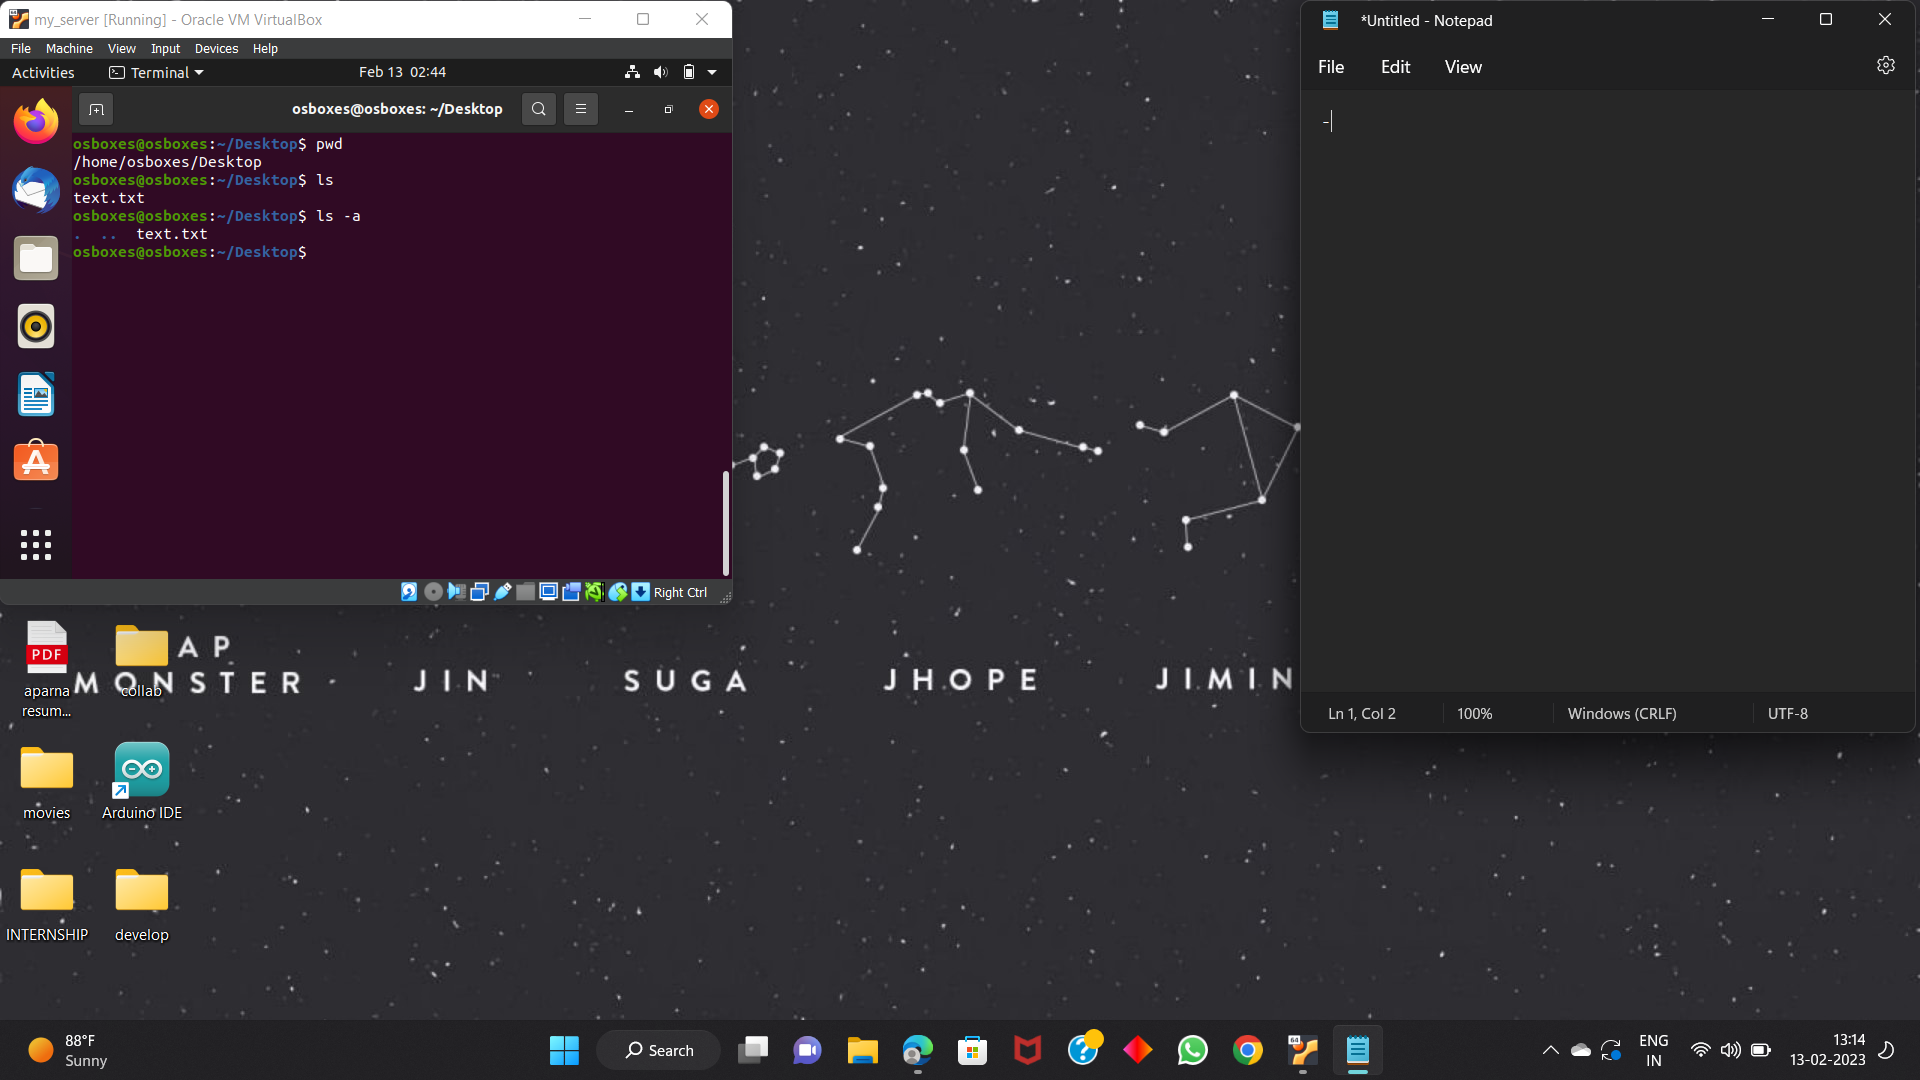 my_server [Running] - Oracle VM VirtualBox
File Machine View Input Devices Help
Activities Terminal Feb 13 02:44
osboxes@osboxes: ~/Desktop
osboxes@osboxes:~/Desktop$ pwd
/home/osboxes/Desktop
osboxes@osboxes:~/Desktop$ ls
text.txt
osboxes@osboxes:~/Desktop$ ls -a
. .. text.txt
osboxes@osboxes:~/Desktop$
Right Ctrl
*Untitled - Notepad
File Edit View
-
Ln 1, Col 2 100% Windows (CRLF) UTF-8
AP
MONSTER JIN SUGA JHOPE JIMIN
PDF
aparna
resum...
collab
movies
Arduino IDE
INTERNSHIP
develop
88°F
Sunny
Search
64
ENG
IN
13:14
13-02-2023